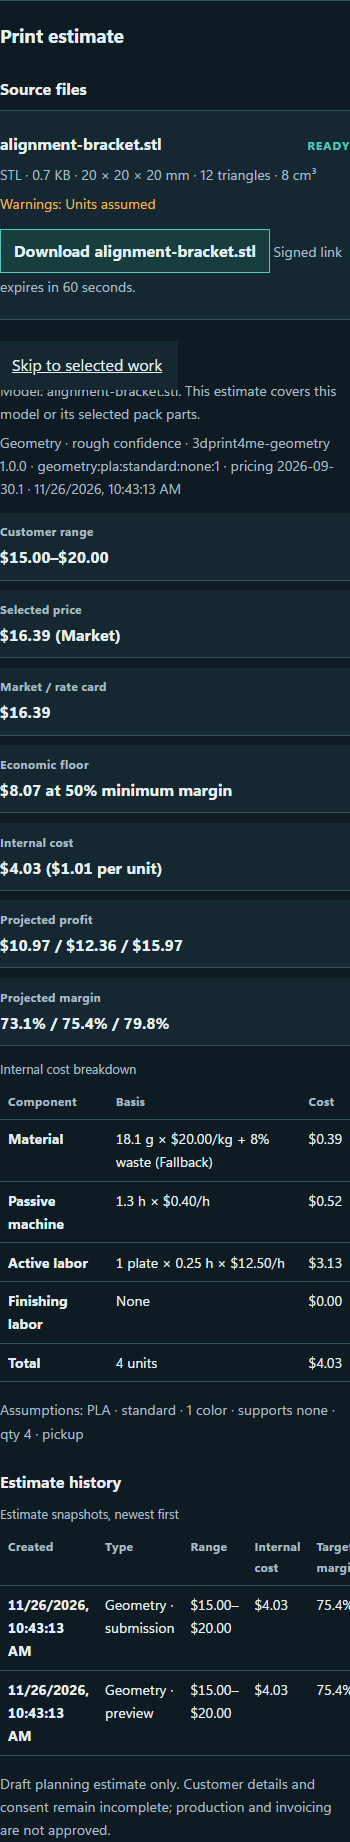 Print estimate
Source files
alignment-bracket.stl READY
STL · 0.7 KB · 20 × 20 × 20 mm · 12 triangles · 8 cm³
Warnings: Units assumed
Download alignment-bracket.stl Signed link
expires in 60 seconds.
Skip to selected work
Model: alignment-bracket.stl. This estimate covers this
model or its selected pack parts.
Geometry · rough confidence · 3dprint4me-geometry
1.0.0 · geometry:pla:standard:none:1 · pricing 2026-09-
30.1 · 11/26/2026, 10:43:13 AM
Customer range
$15.00–$20.00
Selected price
$16.39 (Market)
Market / rate card
$16.39
Economic floor
$8.07 at 50% minimum margin
Internal cost
$4.03 ($1.01 per unit)
Projected profit
$10.97 / $12.36 / $15.97
Projected margin
73.1% / 75.4% / 79.8%
Internal cost breakdown
Component Basis Cost
Material 18.1 g × $20.00/kg + 8% $0.39
waste (Fallback)
Passive 1.3 h × $0.40/h $0.52
machine
Active labor 1 plate × 0.25 h × $12.50/h $3.13
Finishing None $0.00
labor
Total 4 units $4.03
Assumptions: PLA · standard · 1 color · supports none ·
qty 4 · pickup
Estimate history
Estimate snapshots, newest first
Created Type Range Internal Target
cost margi
11/26/2026, Geometry · $15.00– $4.03 75.4%
10:43:13 submission $20.00
AM
11/26/2026, Geometry · $15.00– $4.03 75.4%
10:43:13 preview $20.00
AM
Draft planning estimate only. Customer details and
consent remain incomplete; production and invoicing
are not approved.